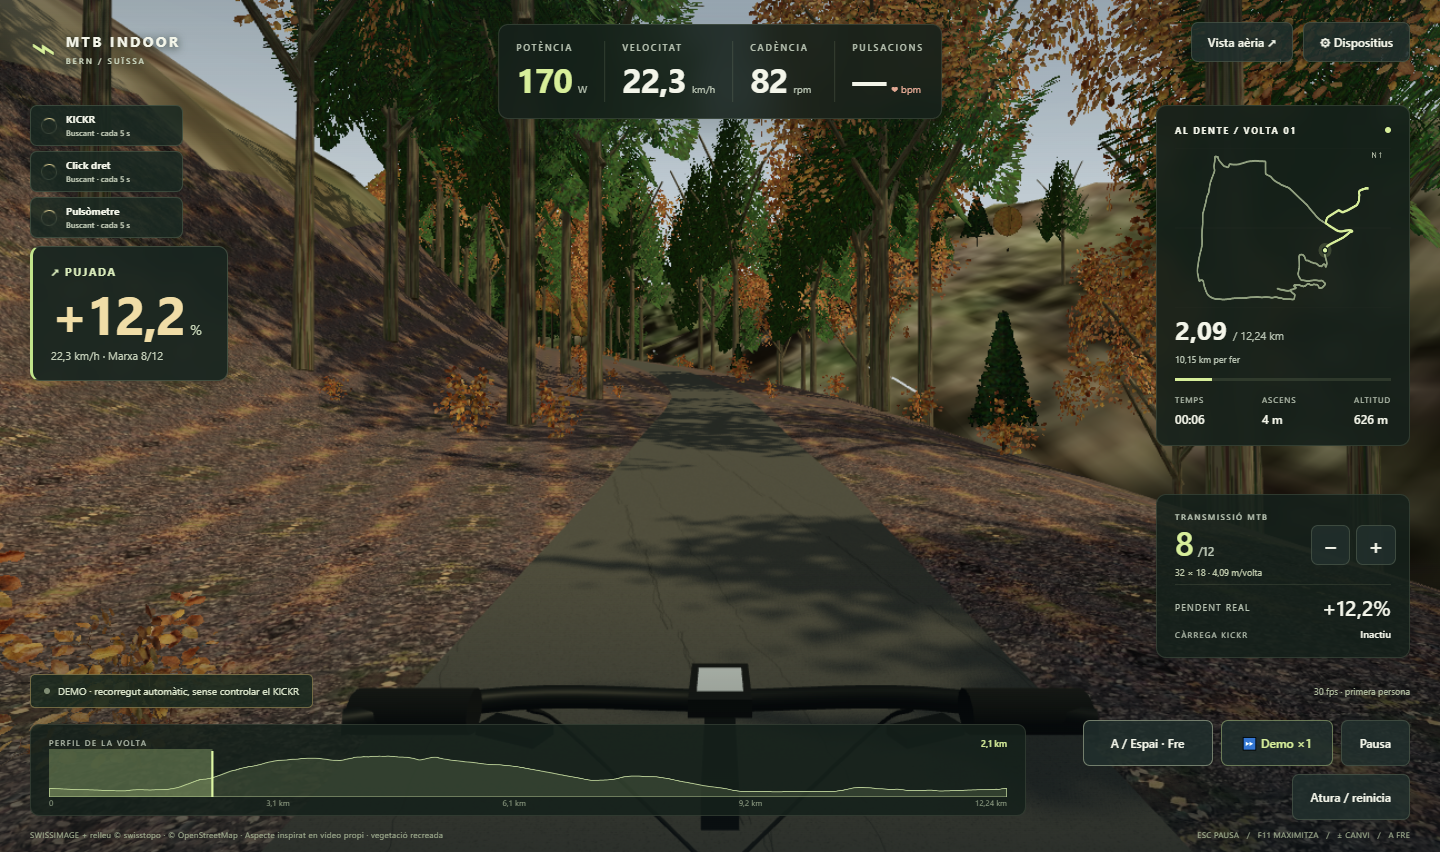 MTB INDOOR
BERN / SUÏSSA
KICKR
Buscant · cada 5 s
Click dret
Buscant · cada 5 s
Pulsòmetre
Buscant · cada 5 s
↗ PUJADA
+12,2 %
22,3 km/h · Marxa 8/12
POTÈNCIA
170 W
VELOCITAT
22,3 km/h
CADÈNCIA
82 rpm
PULSACIONS
— ♥ bpm
Vista aèria ↗
⚙ Dispositius
AL DENTE / VOLTA 01
N ↑
2,09 / 12,24 km
10,15 km per fer
TEMPS ASCENS ALTITUD
00:06 4 m 626 m
TRANSMISSIÓ MTB
8 /12
− +
32 × 18 · 4,09 m/volta
PENDENT REAL +12,2%
CÀRREGA KICKR Inactiu
30 fps · primera persona
DEMO · recorregut automàtic, sense controlar el KICKR
PERFIL DE LA VOLTA 2,1 km
0 3,1 km 6,1 km 9,2 km 12,24 km
A / Espai · Fre
⏩ Demo ×1
Pausa
Atura / reinicia
SWISSIMAGE + relleu © swisstopo · © OpenStreetMap · Aspecte inspirat en vídeo propi · vegetació recreada
ESC PAUSA / F11 MAXIMITZA / ± CANVI / A FRE